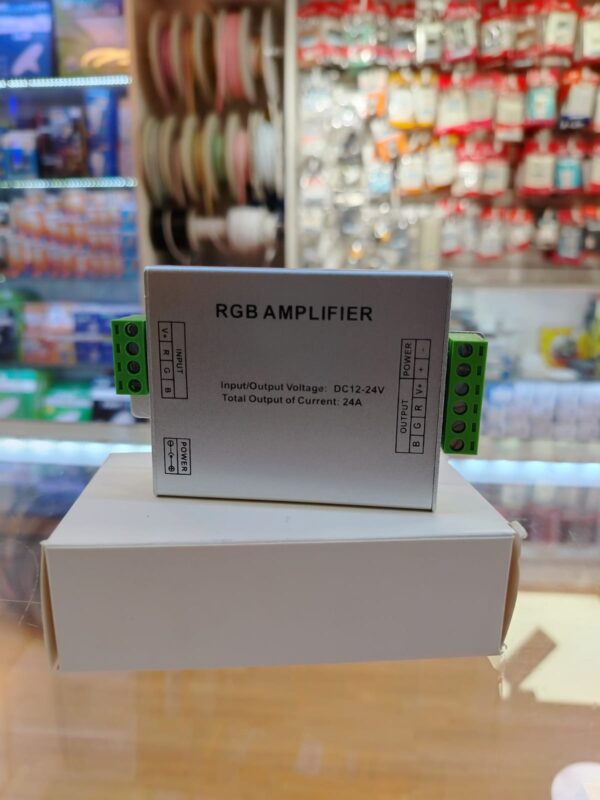 RGB AMPLIFIER
INPUT
V+ R G B
Input/Output Voltage: DC12-24V
Total Output of Current: 24A
POWER
- +
OUTPUT
V+ R G B
POWER